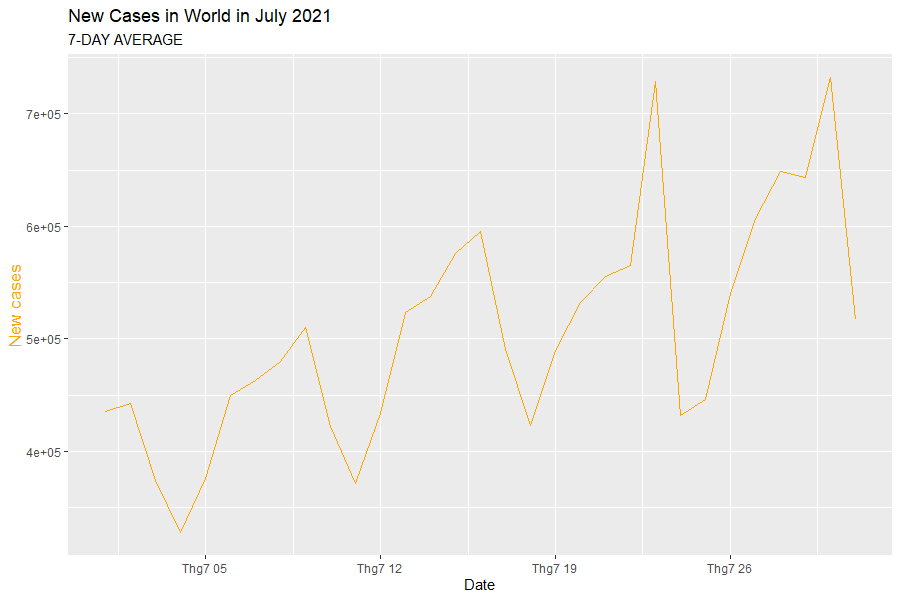 New Cases in World in July 2021
7-DAY AVERAGE
7e+05
6e+05
5e+05
4e+05
New cases
Thg7 05 Thg7 12 Thg7 19 Thg7 26
Date